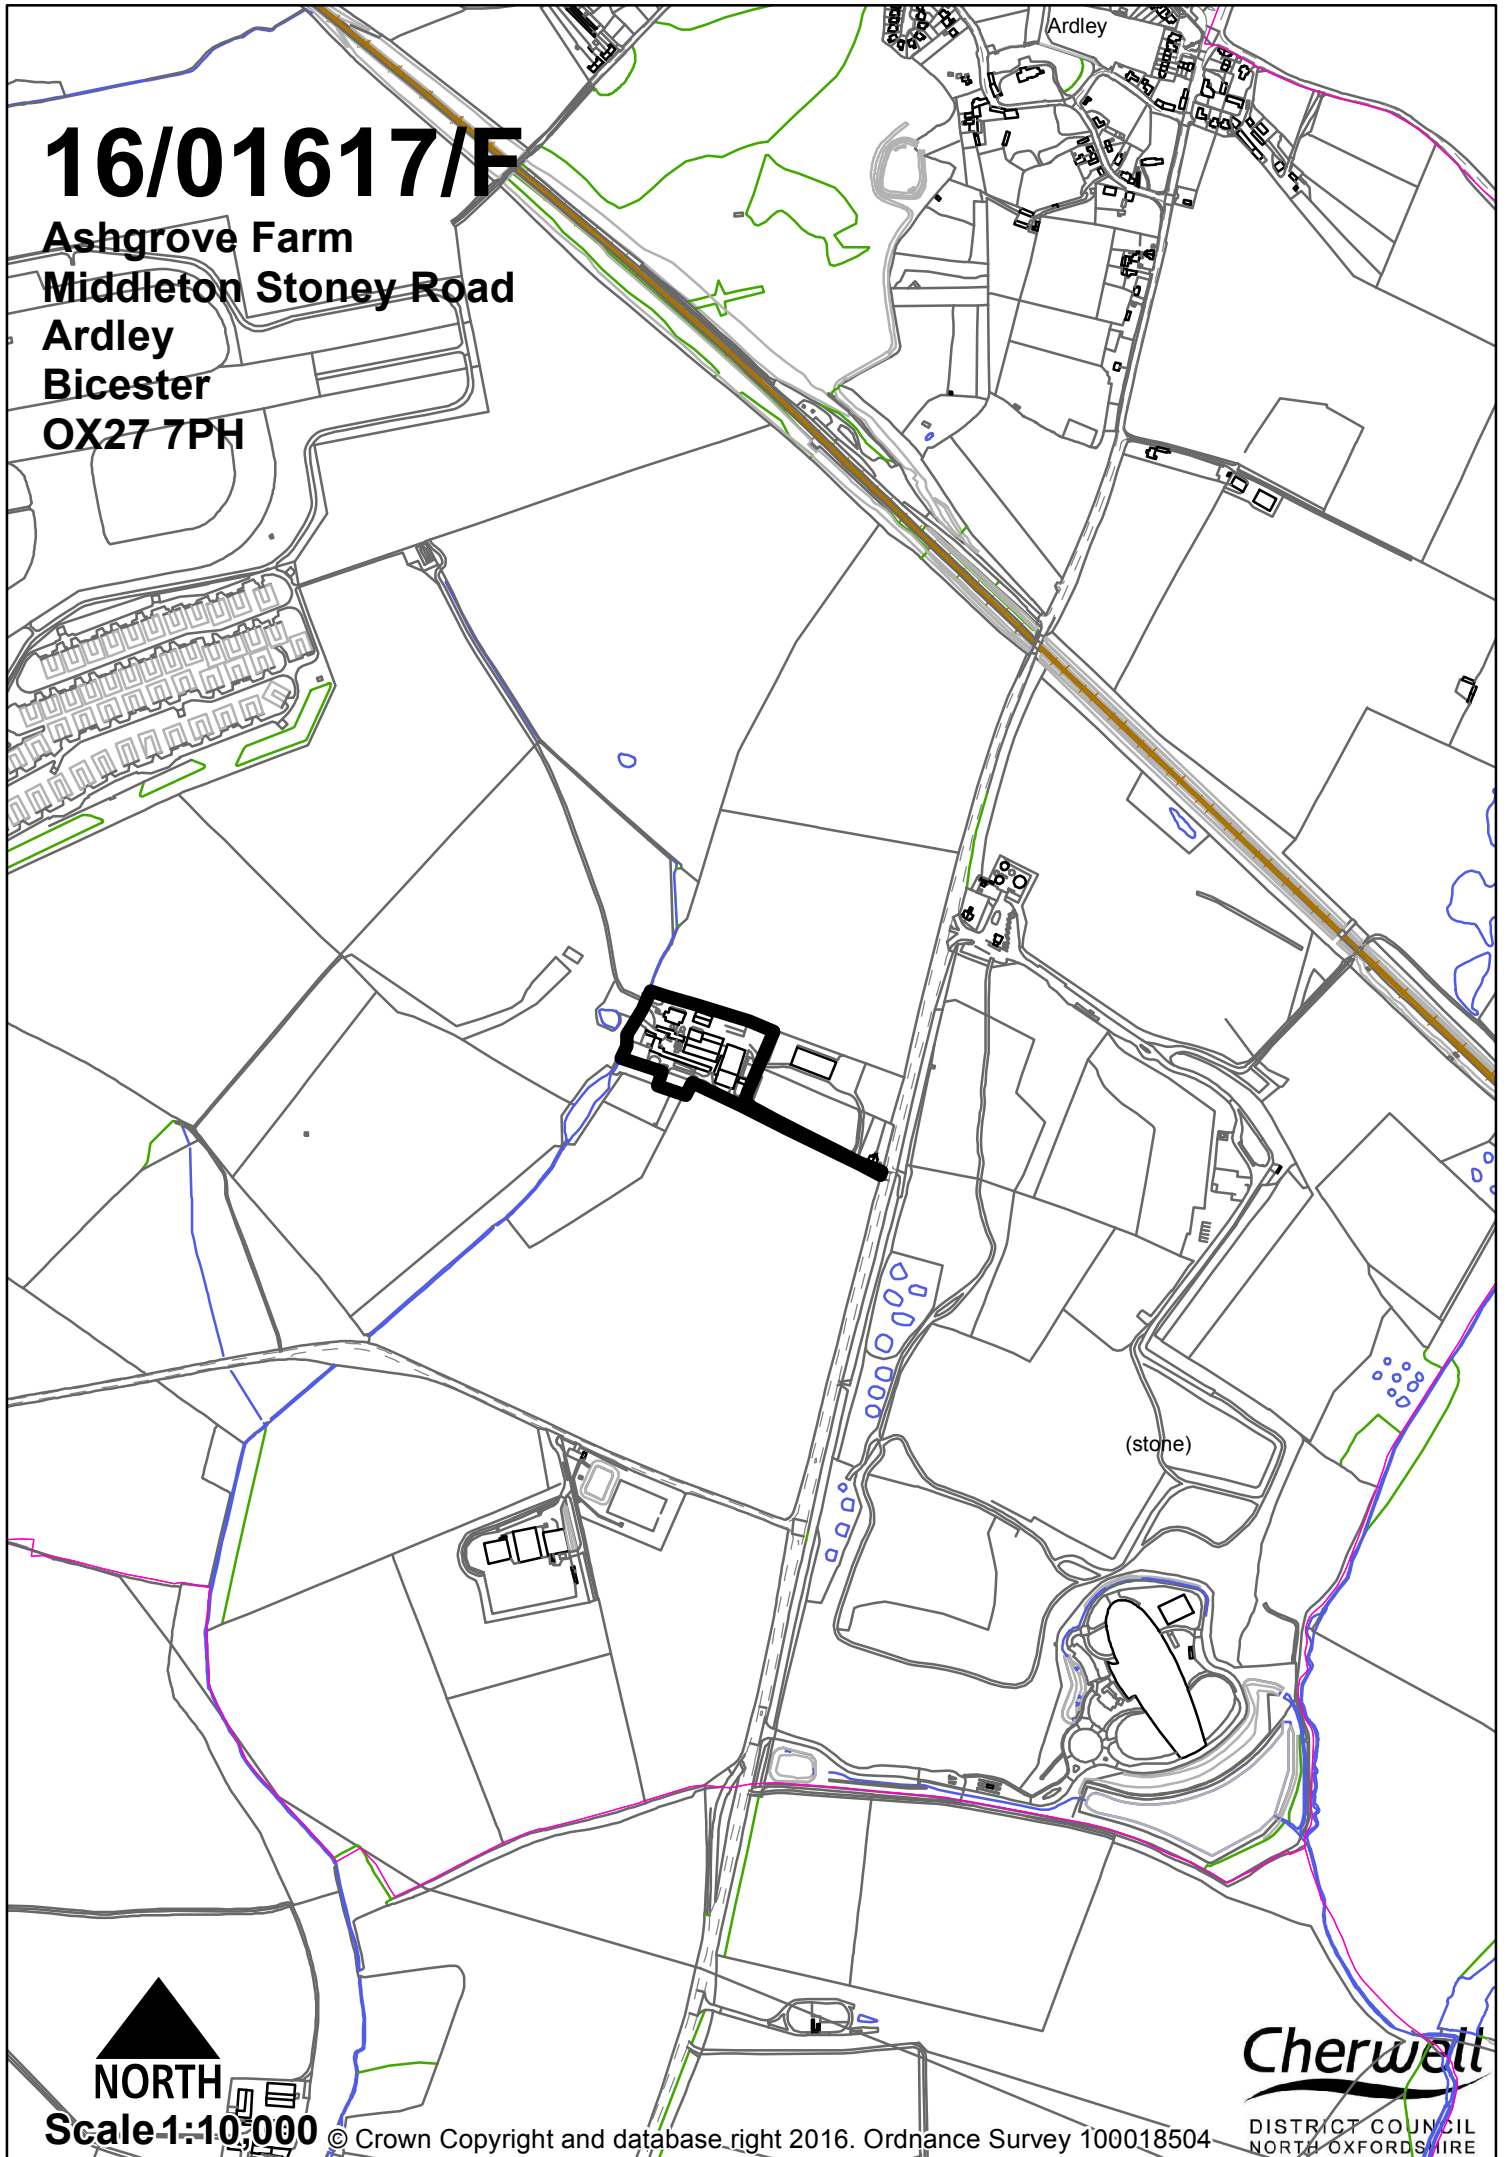 Ardley
16/01617/F
Ashgrove Farm
Middleton Stoney Road
Ardley
Bicester
OX27 7PH
(stone)
NORTH
Scale 1:10,000
© Crown Copyright and database right 2016. Ordnance Survey 100018504
Cherwell
DISTRICT COUNCIL
NORTH OXFORDSHIRE